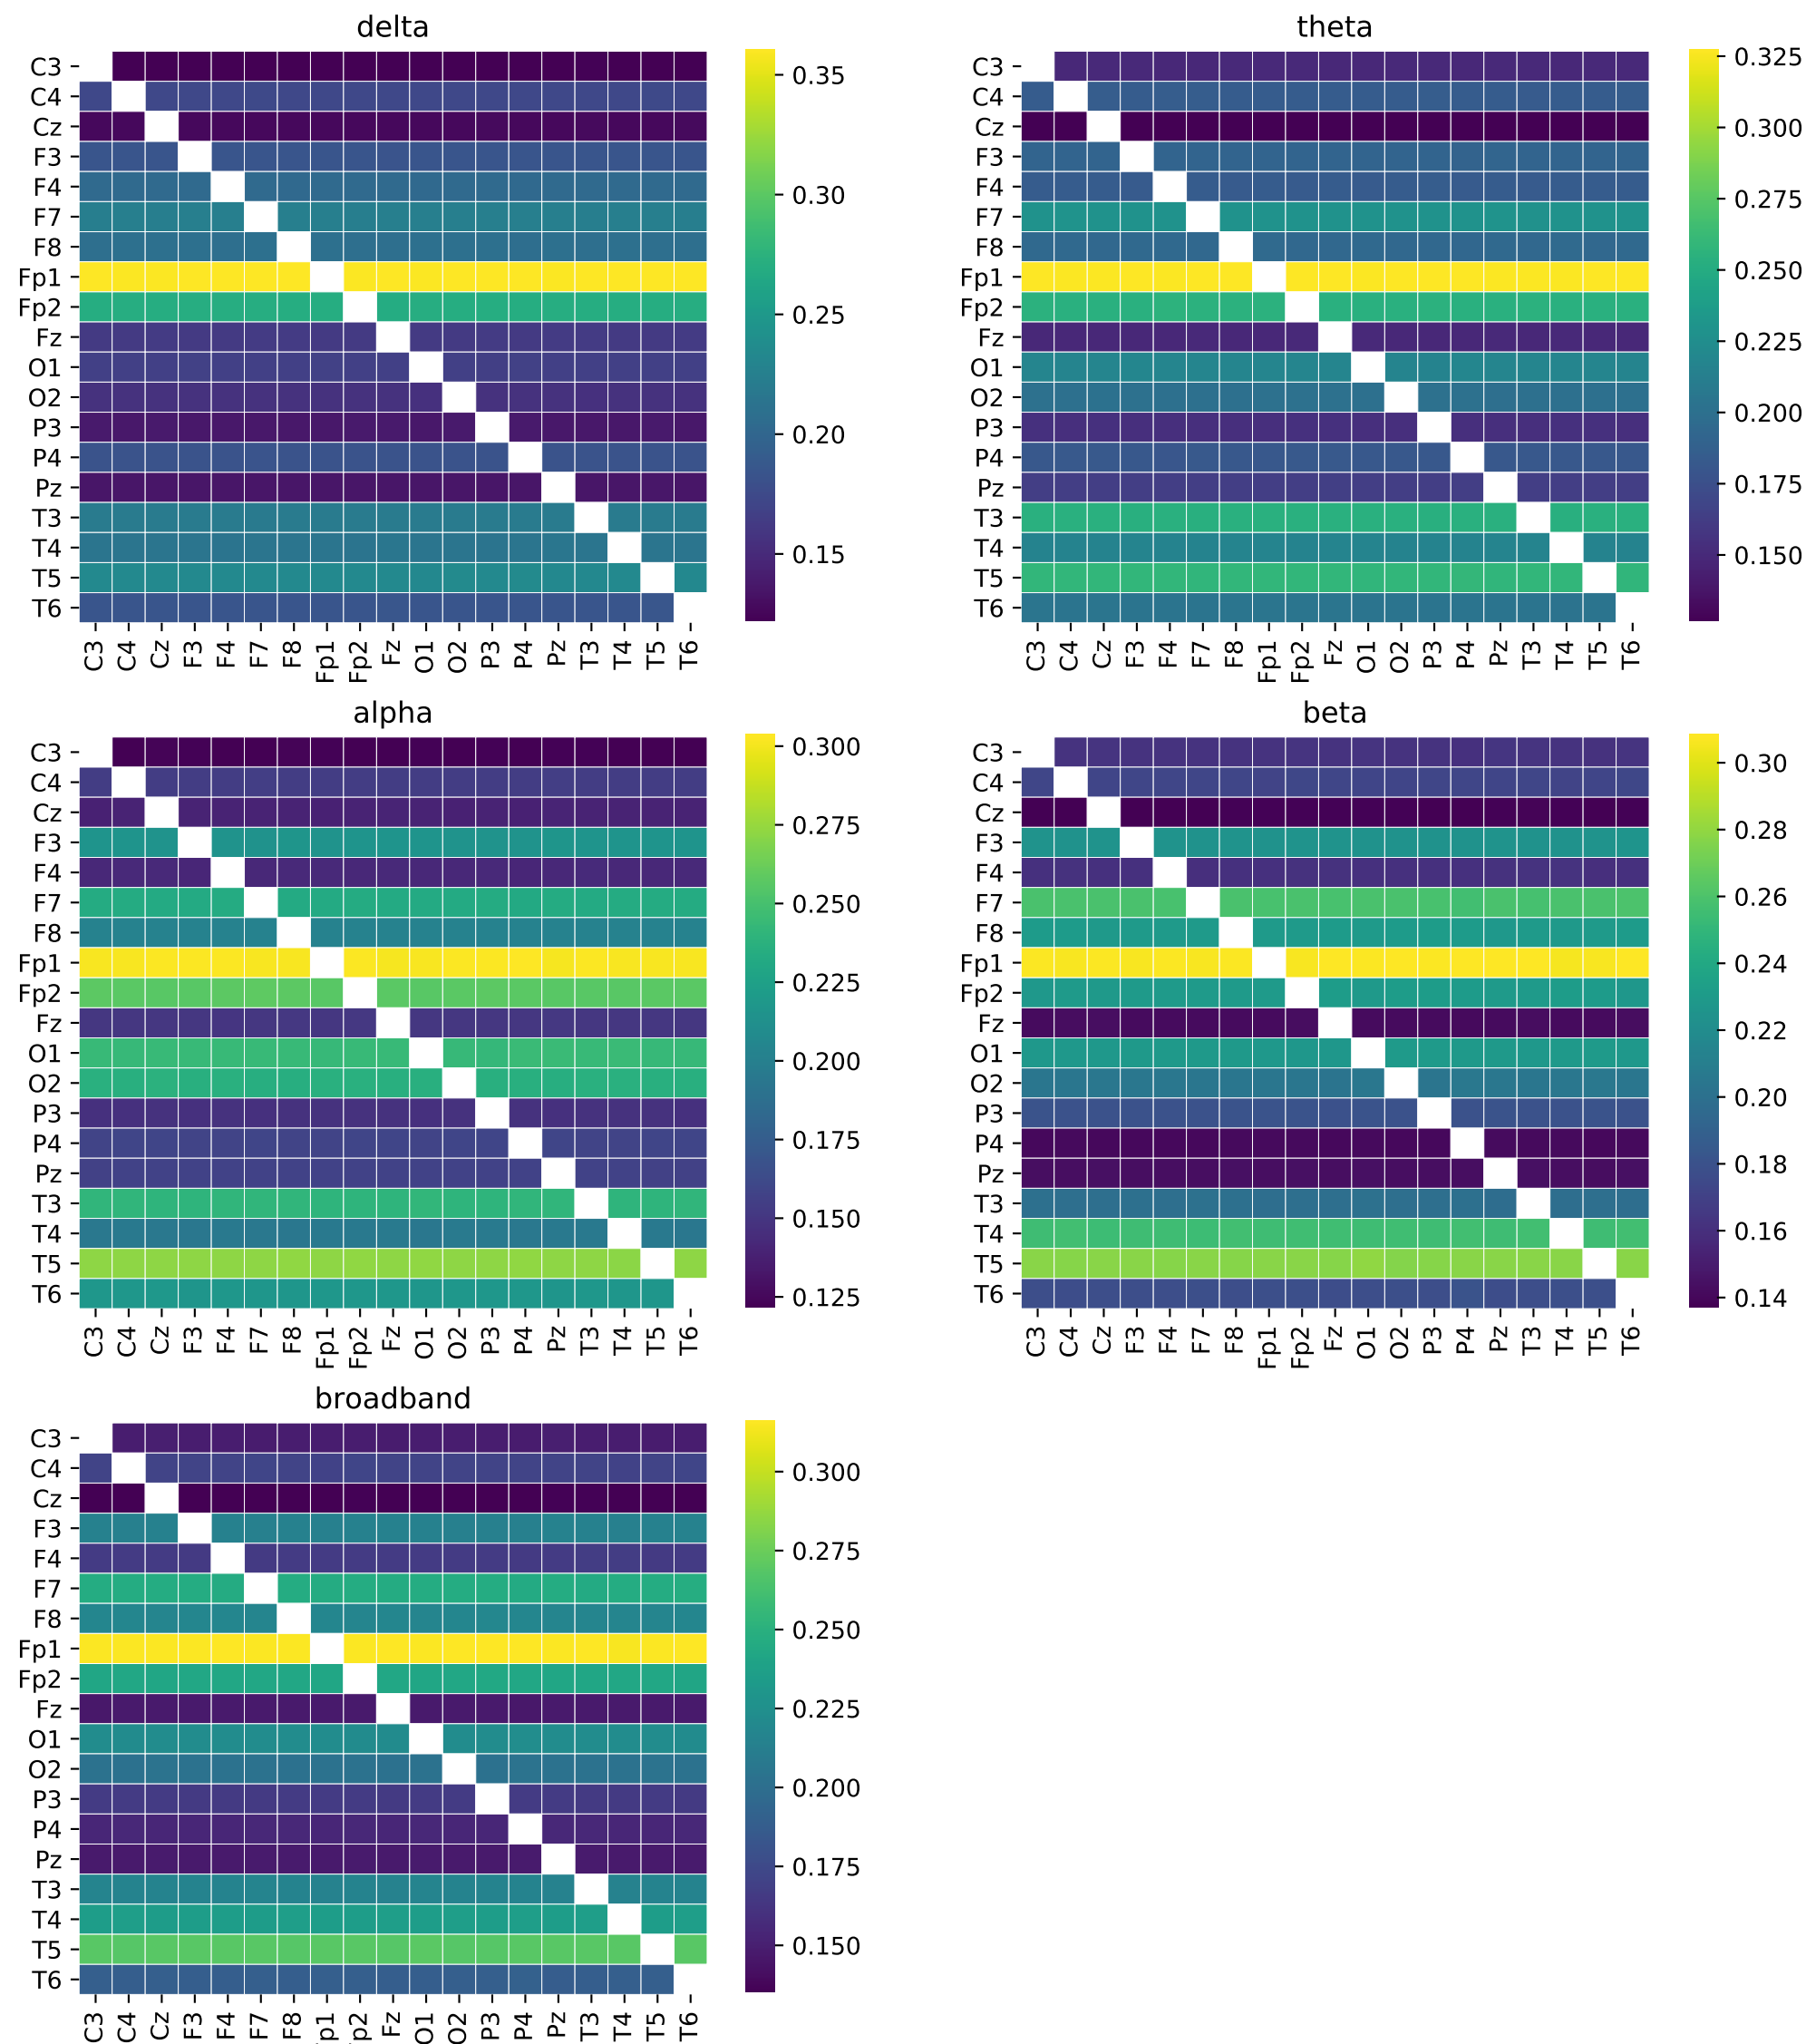 delta
C3
C4
Cz
F3
F4
F7
F8
Fp1
Fp2
Fz
O1
O2
P3
P4
Pz
T3
T4
T5
T6
C3 C4 Cz F3 F4 F7 F8 Fp1 Fp2 Fz O1 O2 P3 P4 Pz T3 T4 T5 T6
0.35
0.30
0.25
0.20
0.15
theta
C3
C4
Cz
F3
F4
F7
F8
Fp1
Fp2
Fz
O1
O2
P3
P4
Pz
T3
T4
T5
T6
C3 C4 Cz F3 F4 F7 F8 Fp1 Fp2 Fz O1 O2 P3 P4 Pz T3 T4 T5 T6
0.325
0.300
0.275
0.250
0.225
0.200
0.175
0.150
alpha
C3
C4
Cz
F3
F4
F7
F8
Fp1
Fp2
Fz
O1
O2
P3
P4
Pz
T3
T4
T5
T6
C3 C4 Cz F3 F4 F7 F8 Fp1 Fp2 Fz O1 O2 P3 P4 Pz T3 T4 T5 T6
0.300
0.275
0.250
0.225
0.200
0.175
0.150
0.125
beta
C3
C4
Cz
F3
F4
F7
F8
Fp1
Fp2
Fz
O1
O2
P3
P4
Pz
T3
T4
T5
T6
C3 C4 Cz F3 F4 F7 F8 Fp1 Fp2 Fz O1 O2 P3 P4 Pz T3 T4 T5 T6
0.30
0.28
0.26
0.24
0.22
0.20
0.18
0.16
0.14
broadband
C3
C4
Cz
F3
F4
F7
F8
Fp1
Fp2
Fz
O1
O2
P3
P4
Pz
T3
T4
T5
T6
C3 C4 Cz F3 F4 F7 F8 p1 p2 Fz O1 O2 P3 P4 Pz T3 T4 T5 T6
0.300
0.275
0.250
0.225
0.200
0.175
0.150